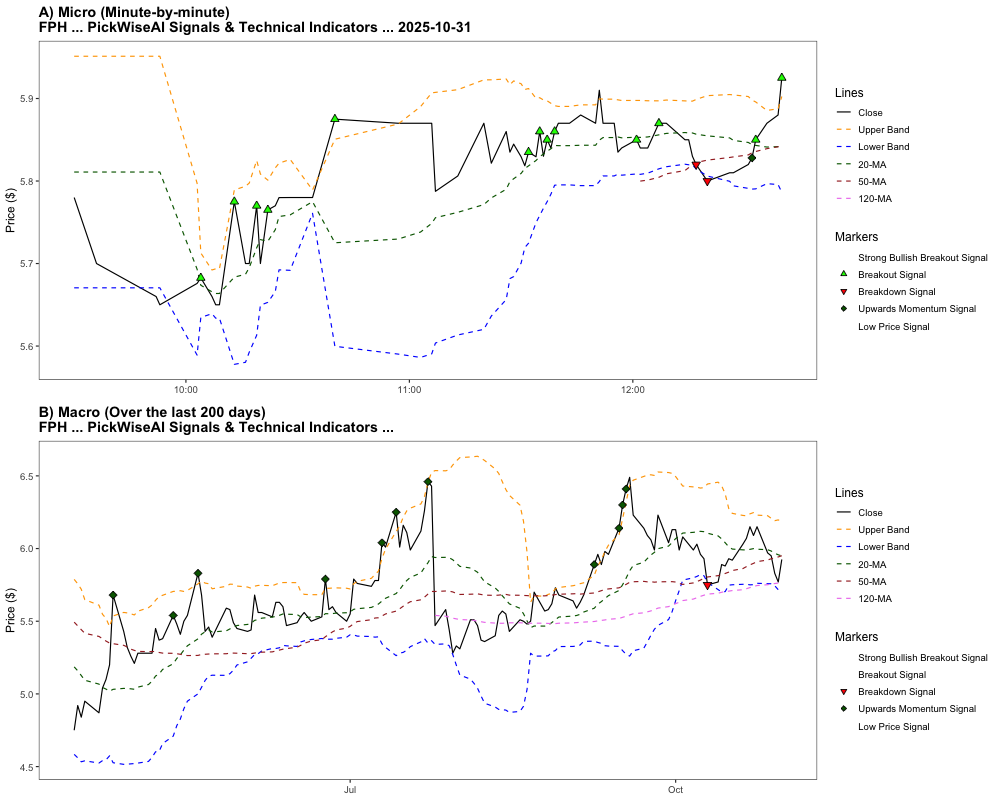 A) Micro (Minute-by-minute)
FPH ... PickWiseAI Signals & Technical Indicators ... 2025-10-31
Price ($)
5.9
5.8
5.7
5.6
10:00
11:00
12:00
Lines
Close
Upper Band
Lower Band
20-MA
50-MA
120-MA
Markers
Strong Bullish Breakout Signal
Breakout Signal
Breakdown Signal
Upwards Momentum Signal
Low Price Signal
B) Macro (Over the last 200 days)
FPH ... PickWiseAI Signals & Technical Indicators ...
Price ($)
6.5
6.0
5.5
5.0
4.5
Jul
Oct
Lines
Close
Upper Band
Lower Band
20-MA
50-MA
120-MA
Markers
Strong Bullish Breakout Signal
Breakout Signal
Breakdown Signal
Upwards Momentum Signal
Low Price Signal